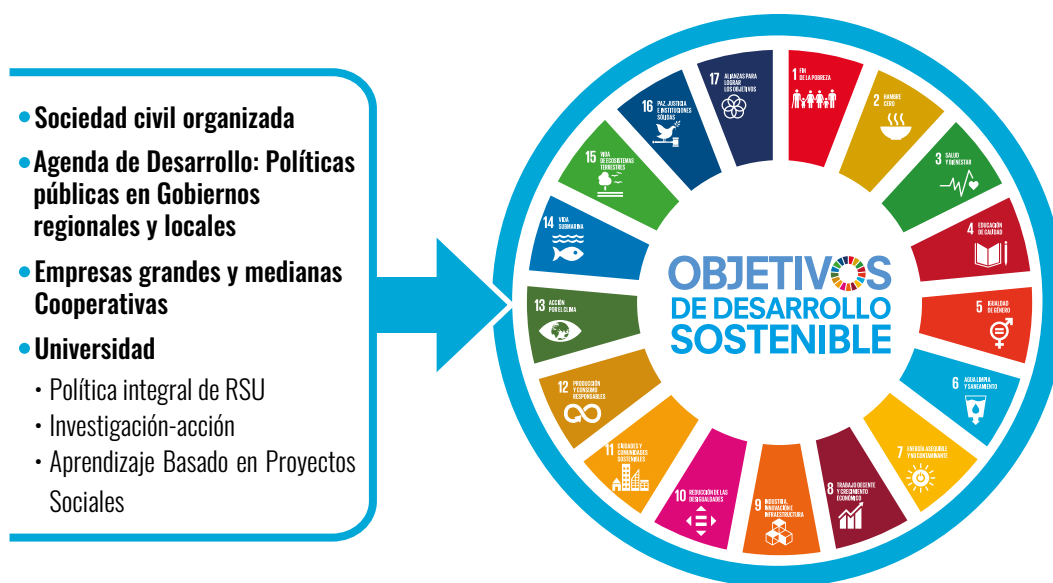 Sociedad civil organizada
Agenda de Desarrollo: Políticas
públicas en Gobiernos
regionales y locales
Empresas grandes y medianas
Cooperativas
Universidad
Política integral de RSU
Investigación-acción
Aprendizaje Basado en Proyectos
Sociales
OBJETIVOS
DE DESARROLLO
SOSTENIBLE
1 FIN
DE LA POBREZA
2 HAMBRE
CERO
3 SALUD
Y BIENESTAR
4 EDUCACIÓN
DE CALIDAD
5 IGUALDAD
DE GÉNERO
6 AGUA LIMPIA
Y SANEAMIENTO
7 ENERGÍA ASEQUIBLE
Y NO CONTAMINANTE
8 TRABAJO DECENTE
Y CRECIMIENTO
ECONÓMICO
9 INDUSTRIA,
INNOVACIÓN E
INFRAESTRUCTURA
10 REDUCCIÓN DE LAS
DESIGUALDADES
11 CIUDADES Y
COMUNIDADES
SOSTENIBLES
12 PRODUCCIÓN
Y CONSUMO
RESPONSABLES
13 ACCIÓN
POR EL CLIMA
14 VIDA
SUBMARINA
15 VIDA
DE ECOSISTEMAS
TERRESTRES
16 PAZ, JUSTICIA
E INSTITUCIONES
SÓLIDAS
17 ALIANZAS PARA
LOGRAR
LOS OBJETIVOS